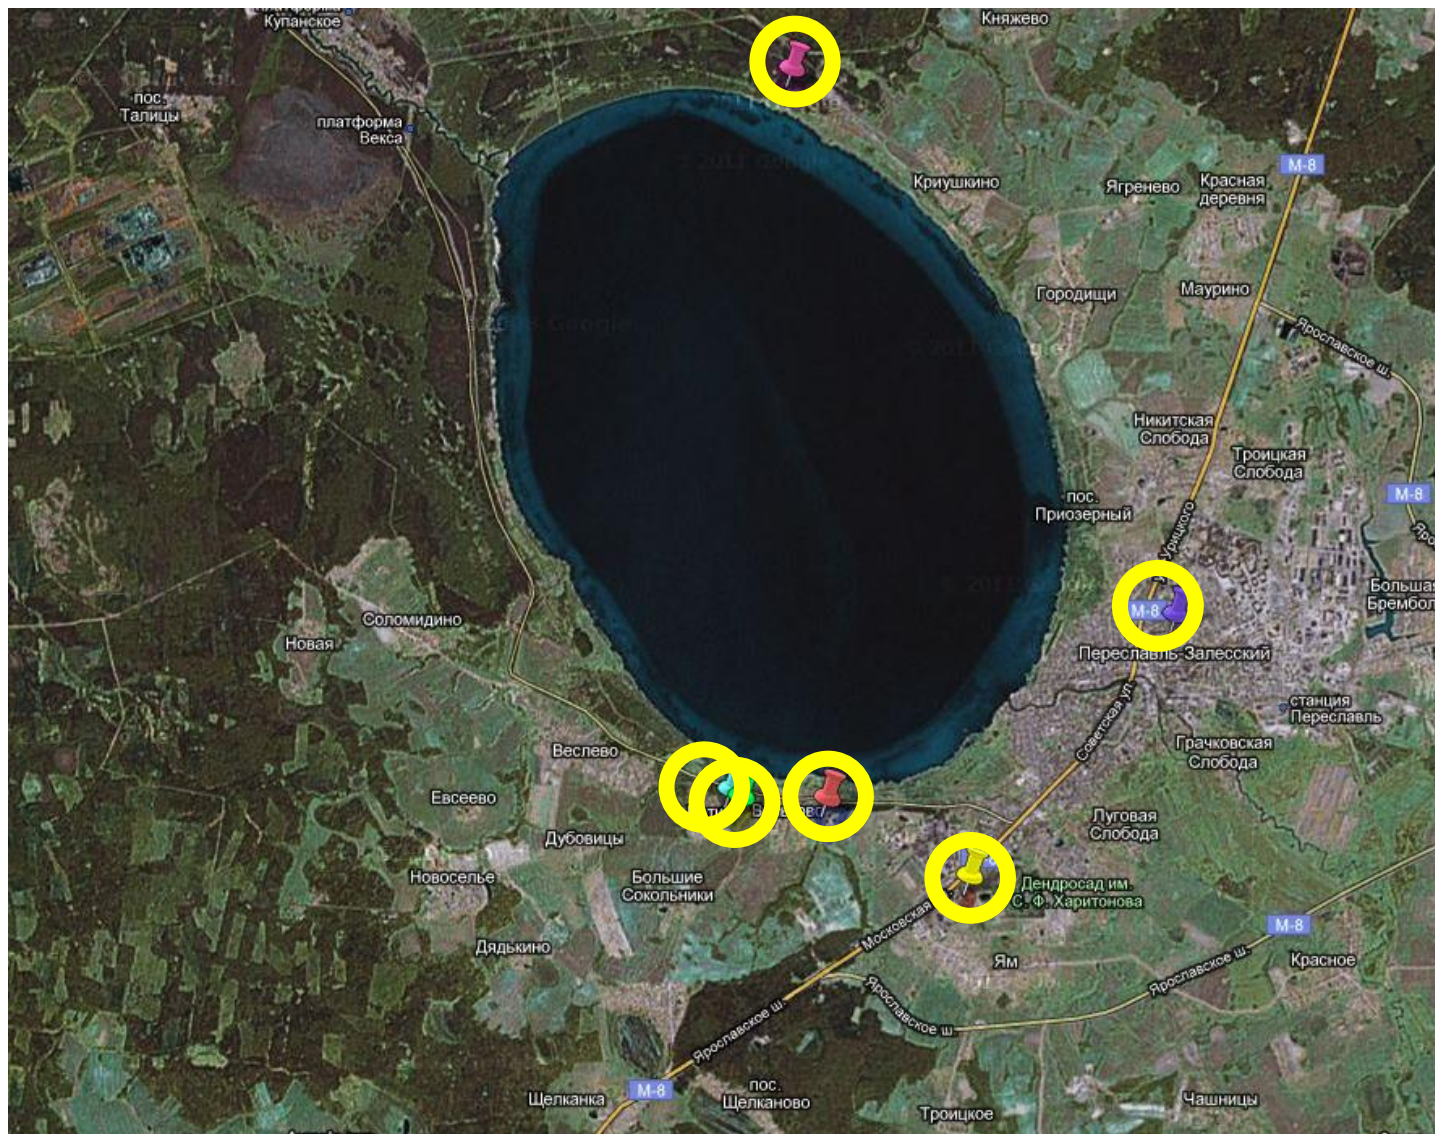 Купанское
Княжево
пос.
Талицы
платформа
Векса
М-8
Криушкино
Ягренево
Красная
деревня
Городищи
Маурино
Ярославское ш.
Никитская
Слобода
Троицкая
Слобода
М-8
пос.
Приозерный
Урицкого
Большая
М-8
Соломидино
Новая
Переславль-Залесский
станция
Переславль
Советская ул
Грачковская
Слобода
Веслево
Евсеево
Дубовицы
Луговая
Слобода
Новоселье
Большие
Сокольники
Дендросад им.
С. Ф. Харитонова
Московская
М-8
Дядькино
Ям
Красное
Ярославское ш.
Ярославское ш.
Ярославское ш.
М-8
Щелканка
пос.
Щелканово
Троицкое
Чашницы